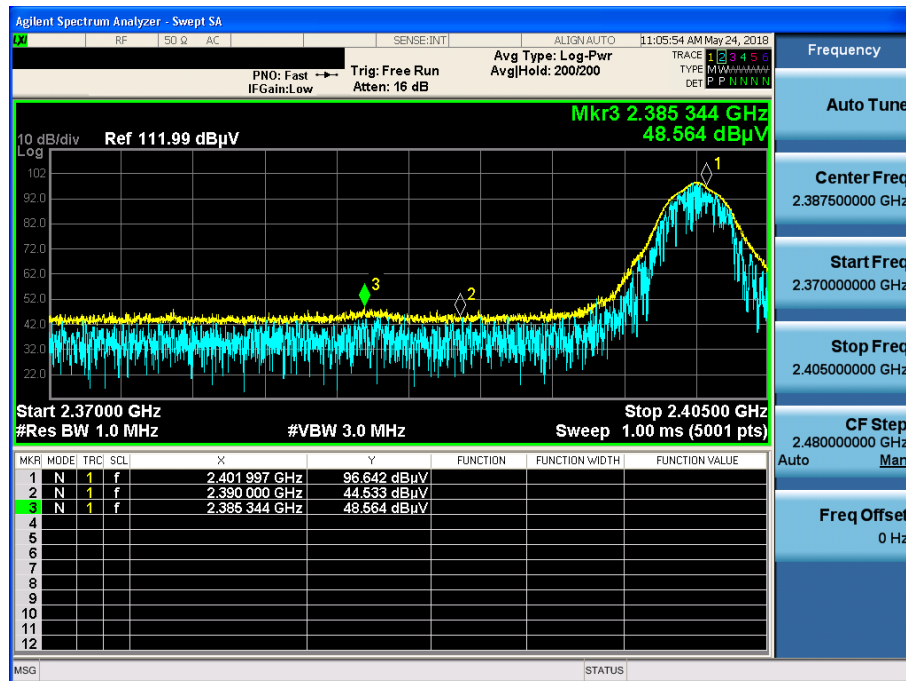 Agilent Spectrum Analyzer - Swept SA
LXI RF 50 Ω AC SENSE:INT ALIGN AUTO 11:05:54 AM May 24, 2018
Frequency
PNO: Fast
IFGain:Low
Trig: Free Run
Atten: 16 dB
Avg Type: Log-Pwr
Avg|Hold: 200/200
TRACE 1 2 3 4 5 6
TYPE M W W W W W
DET P P N N N N
Auto Tune
Mkr3 2.385 344 GHz
48.564 dBµV
10 dB/div Ref 111.99 dBµV
Log
102
92.0
82.0
72.0
62.0
52.0
42.0
32.0
22.0
1
2
3
Start 2.37000 GHz Stop 2.40500 GHz
#Res BW 1.0 MHz #VBW 3.0 MHz Sweep 1.00 ms (5001 pts)
Center Freq
2.387500000 GHz
Start Freq
2.370000000 GHz
Stop Freq
2.405000000 GHz
CF Step
2.480000000 GHz
Auto Man
Freq Offset
0 Hz
MKR MODE TRC SCL X Y FUNCTION FUNCTION WIDTH FUNCTION VALUE
1 N 1 f 2.401 997 GHz 96.642 dBµV
2 N 1 f 2.390 000 GHz 44.533 dBµV
3 N 1 f 2.385 344 GHz 48.564 dBµV
4
5
6
7
8
9
10
11
12
MSG STATUS